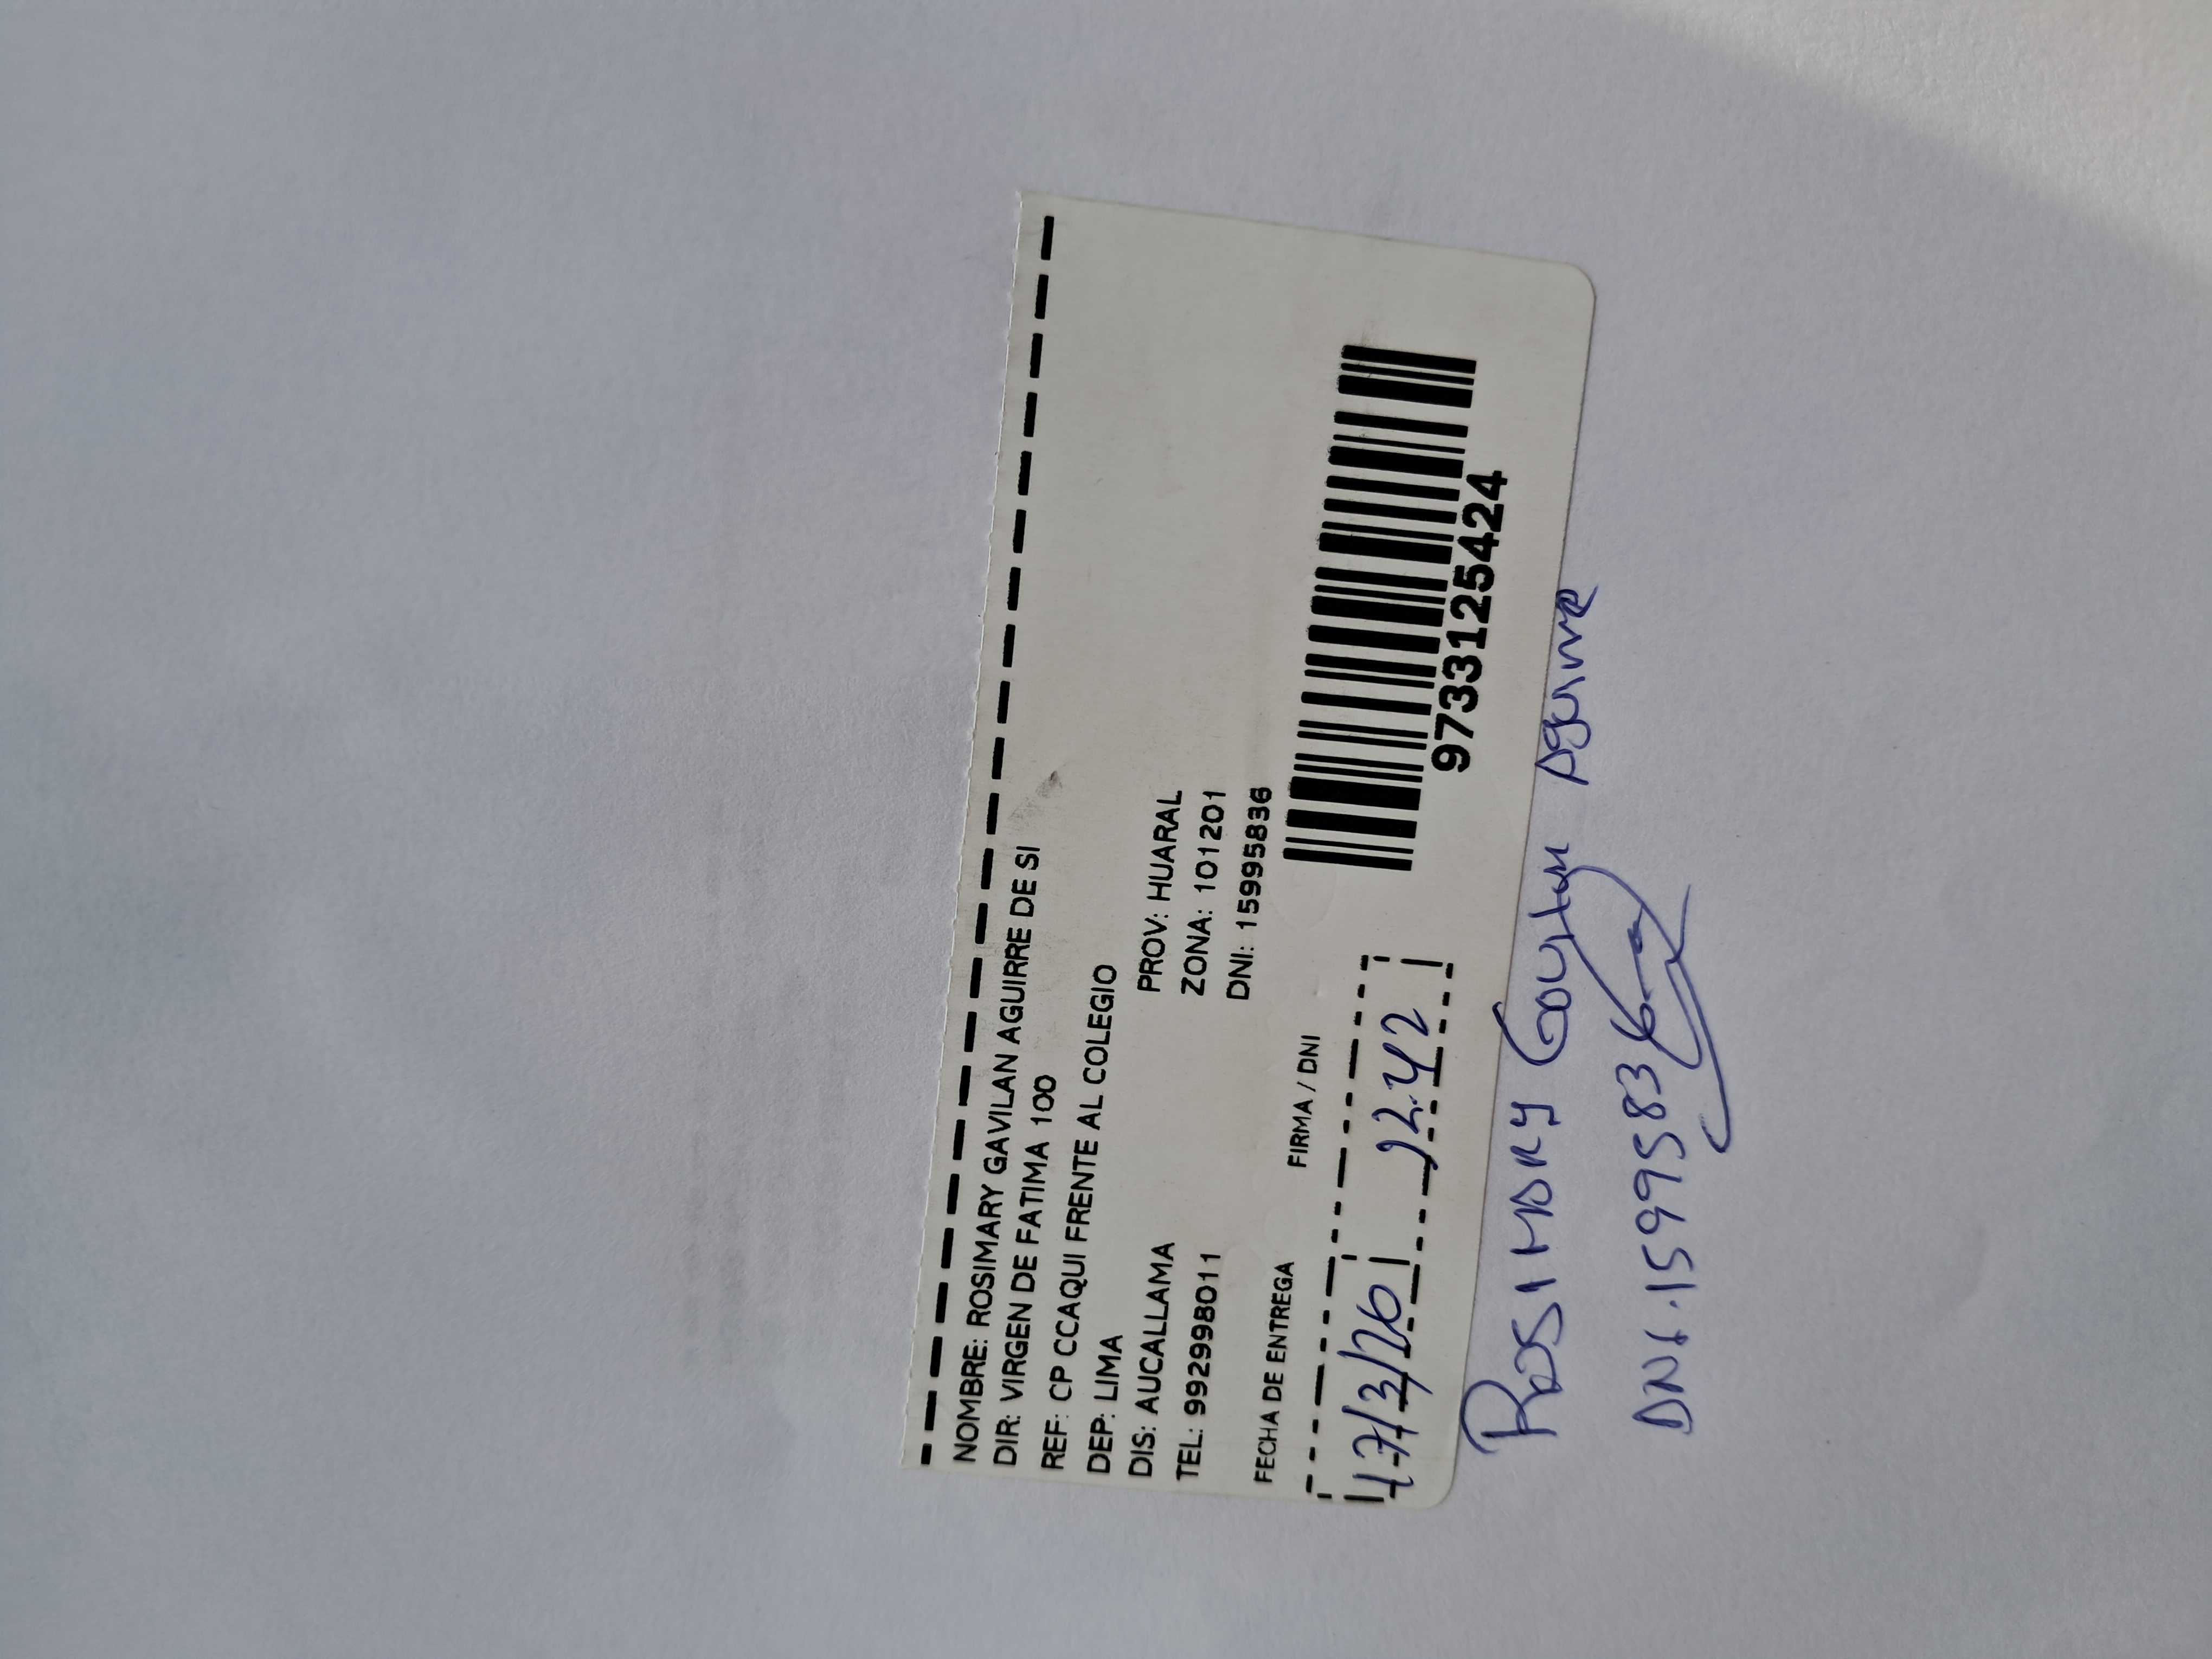 NOMBRE: ROSIMARY GAVILAN AGUIRRE DE SI
DIR: VIRGEN DE FATIMA 100
REF: CP CCAQUI FRENTE AL COLEGIO
DEP: LIMA
DIS: AUCALLAMA PROV: HUARAL
TEL: 992998011 ZONA: 101201
DNI: 15995836
FECHA DE ENTREGA FIRMA / DNI
17/3/26 12:42
9733125424
ROSIMARY Gavilan Aguirre
DNI. 15995836